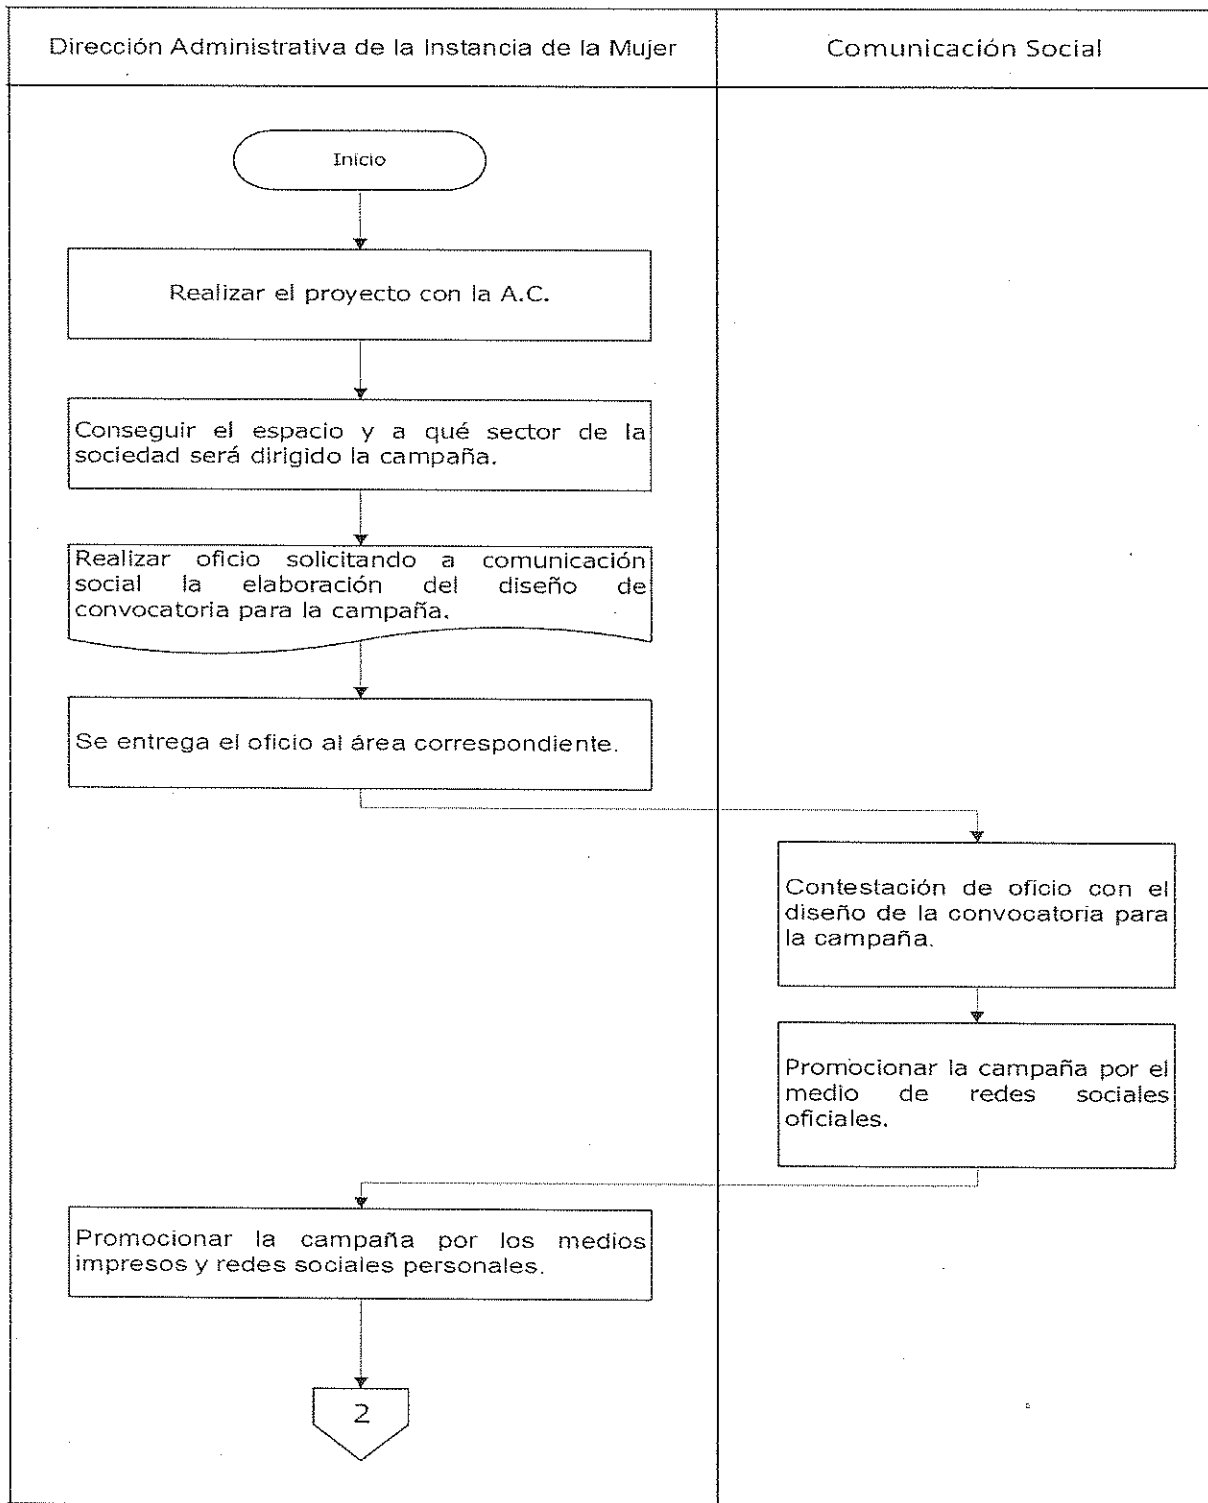 Dirección Administrativa de la Instancia de la Mujer
Comunicación Social
Inicio
Realizar el proyecto con la A.C.
Conseguir el espacio y a qué sector de la
sociedad será dirigido la campaña.
Realizar oficio solicitando a comunicación
social la elaboración del diseño de
convocatoria para la campaña.
Se entrega el oficio al área correspondiente.
Contestación de oficio con el
diseño de la convocatoria para
la campaña.
Promocionar la campaña por el
medio de redes sociales
oficiales.
Promocionar la campaña por los medios
impresos y redes sociales personales.
2